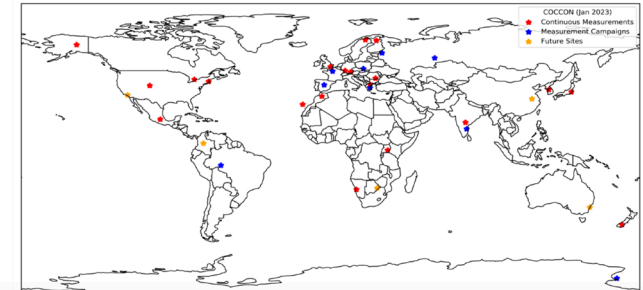 COCCON (Jan 2023)
Continuous Measurements
Measurement Campaigns
Future Sites